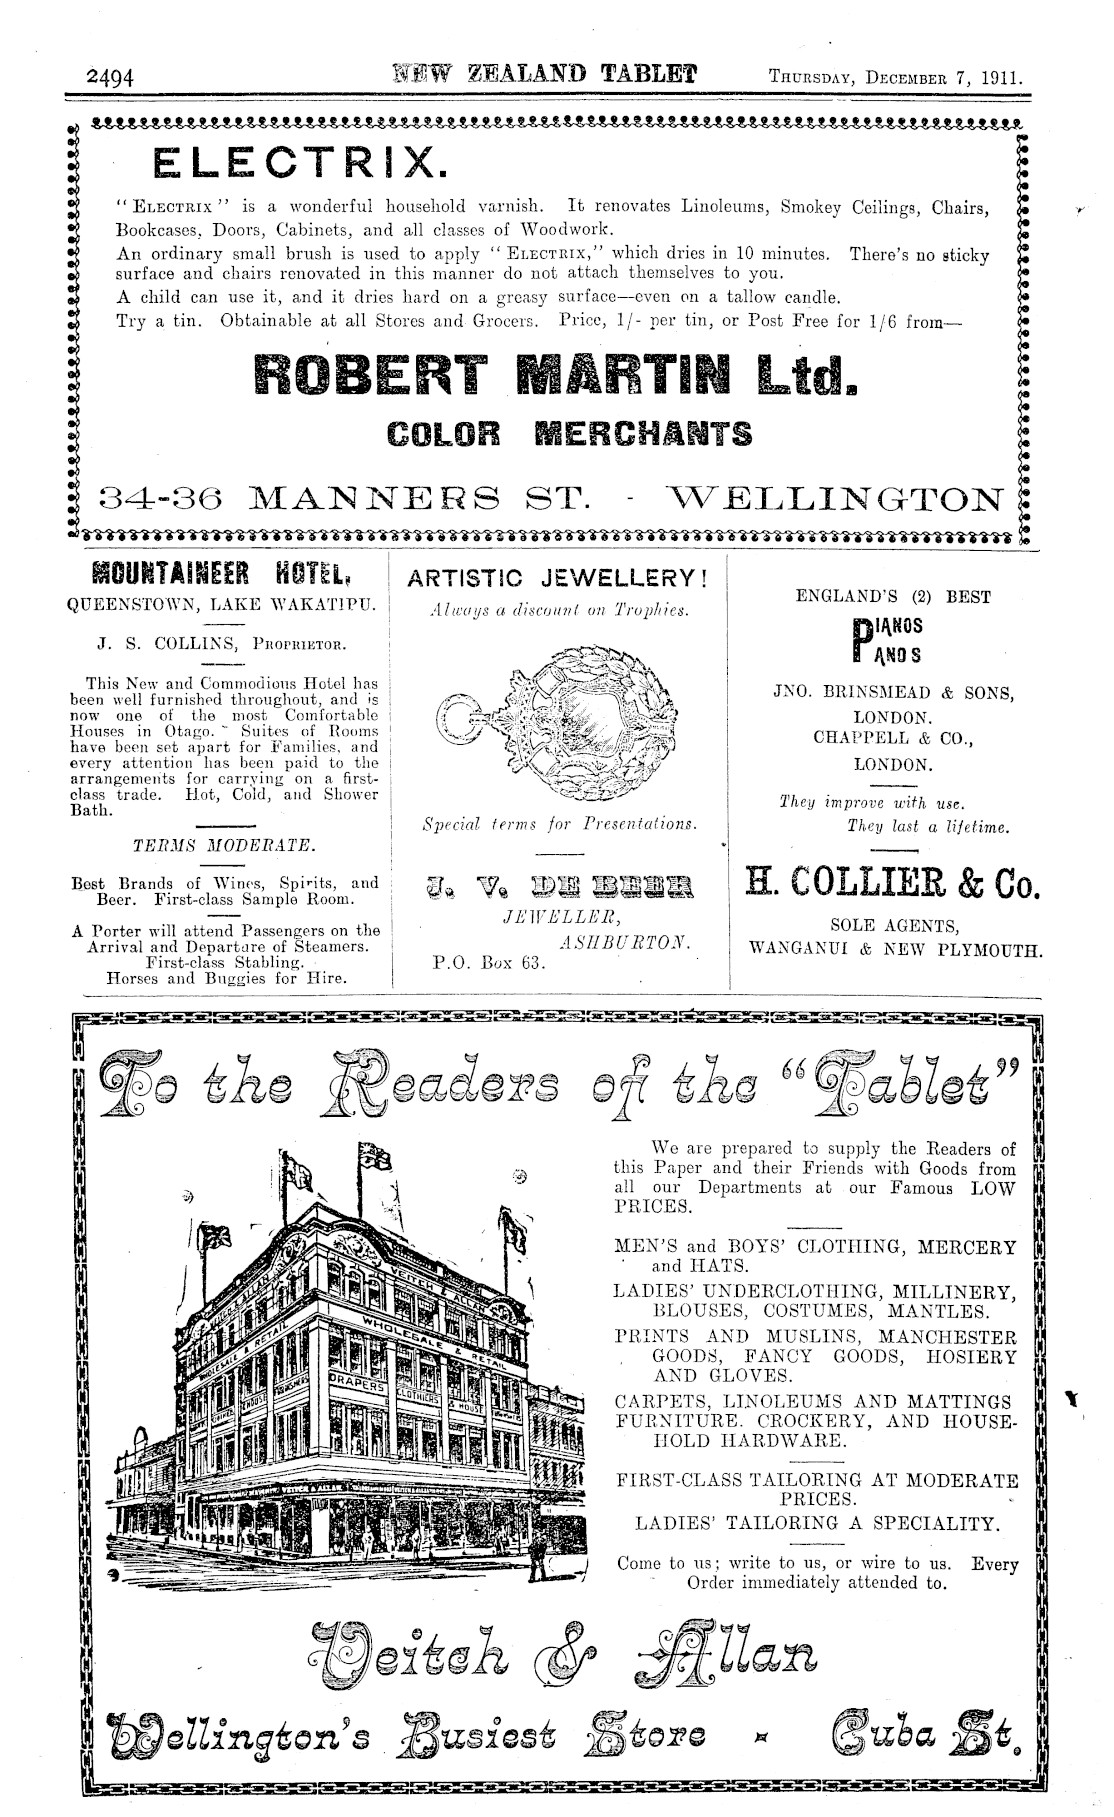 2494 NEW ZEALAND TABLET THURSDAY, DECEMBER 7, 1911.
ELECTRIX.
"ELECTRIX" is a wonderful household varnish. It renovates Linoleums, Smokey Ceilings, Chairs,
Bookcases, Doors, Cabinets, and all classes of Woodwork.
An ordinary small brush is used to apply "ELECTRIX," which dries in 10 minutes. There's no sticky
surface and chairs renovated in this manner do not attach themselves to you.
A child can use it, and it dries hard on a greasy surface—even on a tallow candle.
Try a tin. Obtainable at all Stores and Grocers. Price, 1/- per tin, or Post Free for 1/6 from—
ROBERT MARTIN Ltd.
COLOR MERCHANTS
34-36 MANNERS ST. - WELLINGTON
MOUNTAINEER HOTEL,
QUEENSTOWN, LAKE WAKATIPU.
J. S. COLLINS, PROPRIETOR.
This New and Commodious Hotel has
been well furnished throughout, and is
now one of the most Comfortable
Houses in Otago. Suites of Rooms
have been set apart for Families, and
every attention has been paid to the
arrangements for carrying on a first-
class trade. Hot, Cold, and Shower
Bath.
TERMS MODERATE.
Best Brands of Wines, Spirits, and
Beer. First-class Sample Room.
A Porter will attend Passengers on the
Arrival and Departure of Steamers.
First-class Stabling.
Horses and Buggies for Hire.
ARTISTIC JEWELLERY!
Always a discount on Trophies.
Special terms for Presentations.
J. V. DE BEER
JEWELLER,
ASHBURTON.
P.O. Box 63.
ENGLAND'S (2) BEST
PIANOS
PIANOS
JNO. BRINSMEAD & SONS,
LONDON.
CHAPPELL & CO.,
LONDON.
They improve with use.
They last a lifetime.
H. COLLIER & Co.
SOLE AGENTS,
WANGANUI & NEW PLYMOUTH.
To the Readers of the "Tablet"
VEITCH & ALLAN
WHOLESALE & RETAIL
WHOLESALE & RETAIL
DRAPERS
CLOTHIERS
& HOUSE
We are prepared to supply the Readers of
this Paper and their Friends with Goods from
all our Departments at our Famous LOW
PRICES.
MEN'S and BOYS' CLOTHING, MERCERY
and HATS.
LADIES' UNDERCLOTHING, MILLINERY,
BLOUSES, COSTUMES, MANTLES.
PRINTS AND MUSLINS, MANCHESTER
GOODS, FANCY GOODS, HOSIERY
AND GLOVES.
CARPETS, LINOLEUMS AND MATTINGS
FURNITURE. CROCKERY, AND HOUSE-
HOLD HARDWARE.
FIRST-CLASS TAILORING AT MODERATE
PRICES.
LADIES' TAILORING A SPECIALITY.
Come to us; write to us, or wire to us. Every
Order immediately attended to.
Veitch & Allan
Wellington's Busiest Store - Cuba St.